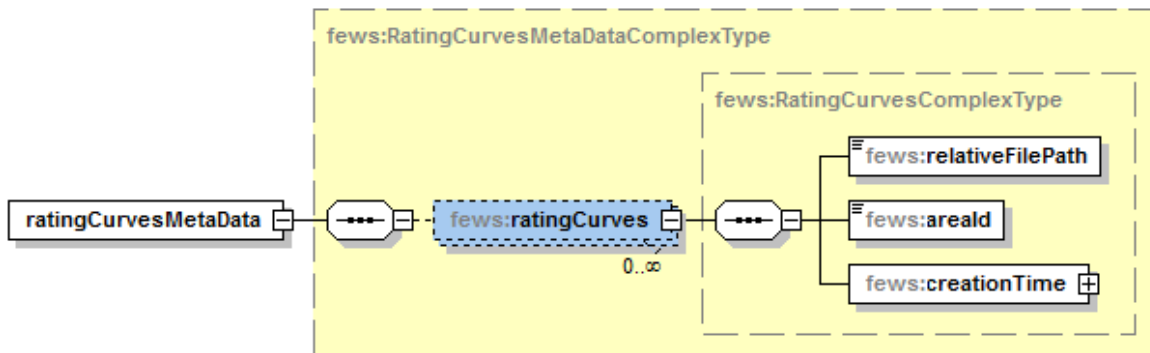 fews:RatingCurvesMetaDataComplexType
fews:RatingCurvesComplexType
fews:relativeFilePath
ratingCurvesMetaData
fews:ratingCurves
fews:areaId
0..∞
fews:creationTime